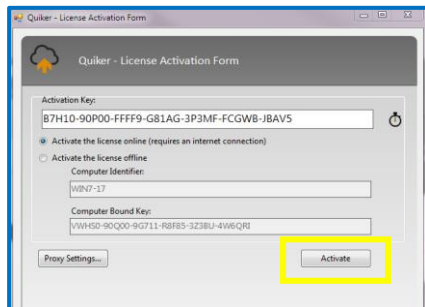 Quiker - License Activation Form
Quiker - License Activation Form
Activation Key:
B7H10-90P00-FFFF9-G81AG-3P3MF-FCGWB-JBAV5
Activate the license online (requires an internet connection)
Activate the license offline
Computer Identifier:
WIN7-17
Computer Bound Key:
VWHS0-90Q00-9G711-R8F85-3Z38U-4W6QRJ
Proxy Settings...
Activate